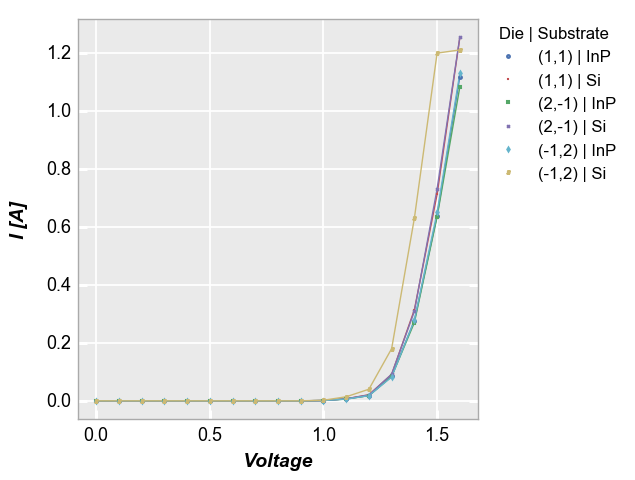 Die | Substrate
(1,1) | InP
(1,1) | Si
(2,-1) | InP
(2,-1) | Si
(-1,2) | InP
(-1,2) | Si
I [A]
1.2
1.0
0.8
0.6
0.4
0.2
0.0
0.0 0.5 1.0 1.5
Voltage